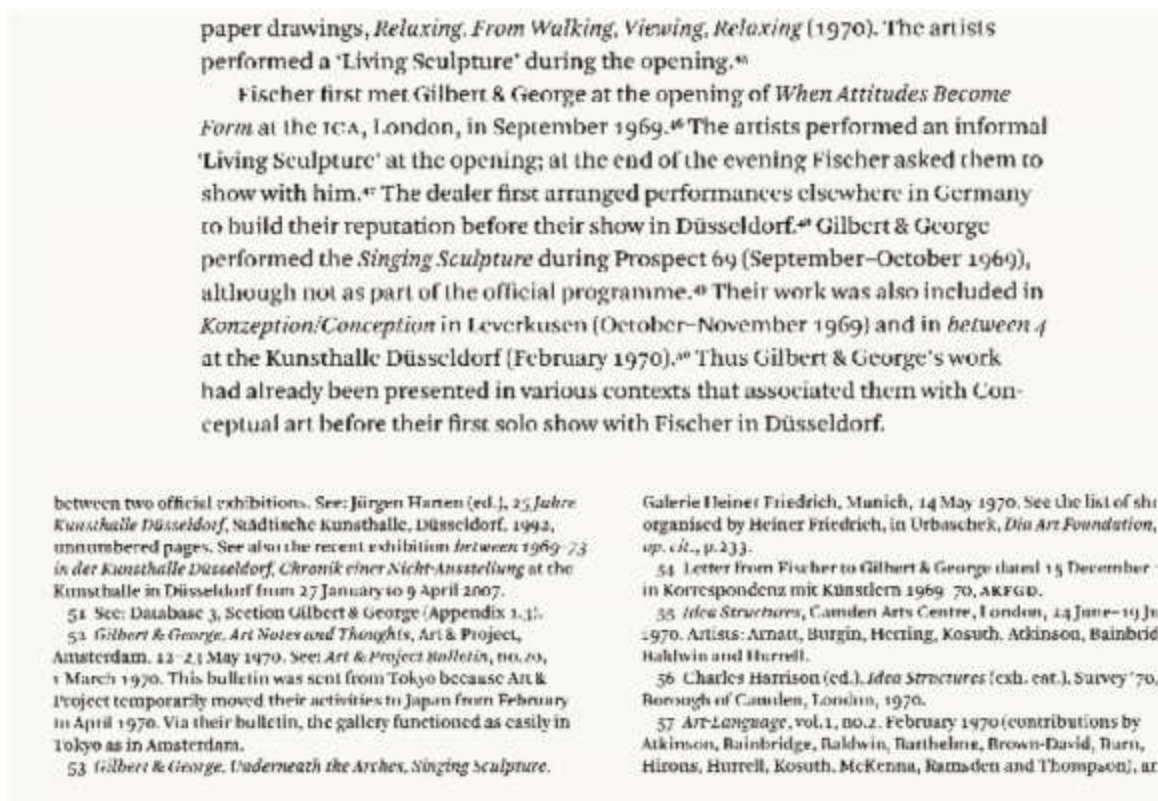 paper drawings, Relaxing, From Walking, Viewing, Relaxing (1970). The artists
performed a ‘Living Sculpture’ during the opening.⁴⁵
Fischer first met Gilbert & George at the opening of When Attitudes Become
Form at the ICA, London, in September 1969.⁴⁶ The artists performed an informal
‘Living Sculpture’ at the opening; at the end of the evening Fischer asked them to
show with him.⁴⁷ The dealer first arranged performances elsewhere in Germany
to build their reputation before their show in Düsseldorf.⁴⁸ Gilbert & George
performed the Singing Sculpture during Prospect 69 (September–October 1969),
although not as part of the official programme.⁴⁹ Their work was also included in
Konzeption/Conception in Leverkusen (October–November 1969) and in between 4
at the Kunsthalle Düsseldorf (February 1970).⁵⁰ Thus Gilbert & George’s work
had already been presented in various contexts that associated them with Con-
ceptual art before their first solo show with Fischer in Düsseldorf.
between two official exhibitions. See: Jürgen Harten (ed.), 25 Jahre
Kunsthalle Düsseldorf, Städtische Kunsthalle, Düsseldorf, 1992,
unnumbered pages. See also the recent exhibition between 1969–73
in der Kunsthalle Düsseldorf, Chronik einer Nicht-Ausstellung at the
Kunsthalle in Düsseldorf from 27 January to 9 April 2007.
51 See: Database 3, Section Gilbert & George (Appendix 1.3).
52 Gilbert & George, Art Notes and Thoughts, Art & Project,
Amsterdam, 12–23 May 1970. See: Art & Project Bulletin, no.20,
1 March 1970. This bulletin was sent from Tokyo because Art &
Project temporarily moved their activities to Japan from February
to April 1970. Via their bulletin, the gallery functioned as easily in
Tokyo as in Amsterdam.
53 Gilbert & George, Underneath the Arches, Singing Sculpture,
Galerie Heiner Friedrich, Munich, 14 May 1970. See the list of sho
organised by Heiner Friedrich, in Urbaschek, Dia Art Foundation,
op. cit., p.233.
54 Letter from Fischer to Gilbert & George dated 15 December
in Korrespondenz mit Künstlern 1969–70, AKFGD.
55 Idea Structures, Camden Arts Centre, London, 24 June–19 Ju
1970. Artists: Arnatt, Burgin, Herring, Kosuth, Atkinson, Bainbrid
Baldwin and Hurrell.
56 Charles Harrison (ed.), Idea Structures (exh. cat.), Survey ’70,
Borough of Camden, London, 1970.
57 Art-Language, vol.1, no.2, February 1970 (contributions by
Atkinson, Bainbridge, Baldwin, Barthelme, Brown-David, Burn,
Hirons, Hurrell, Kosuth, McKenna, Ramsden and Thompson), an